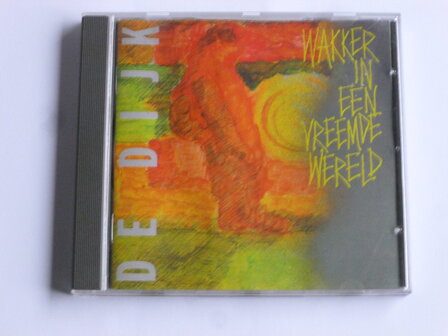 DE DIJK
WAKKER
IN
EEN
VREEMDE
WERELD